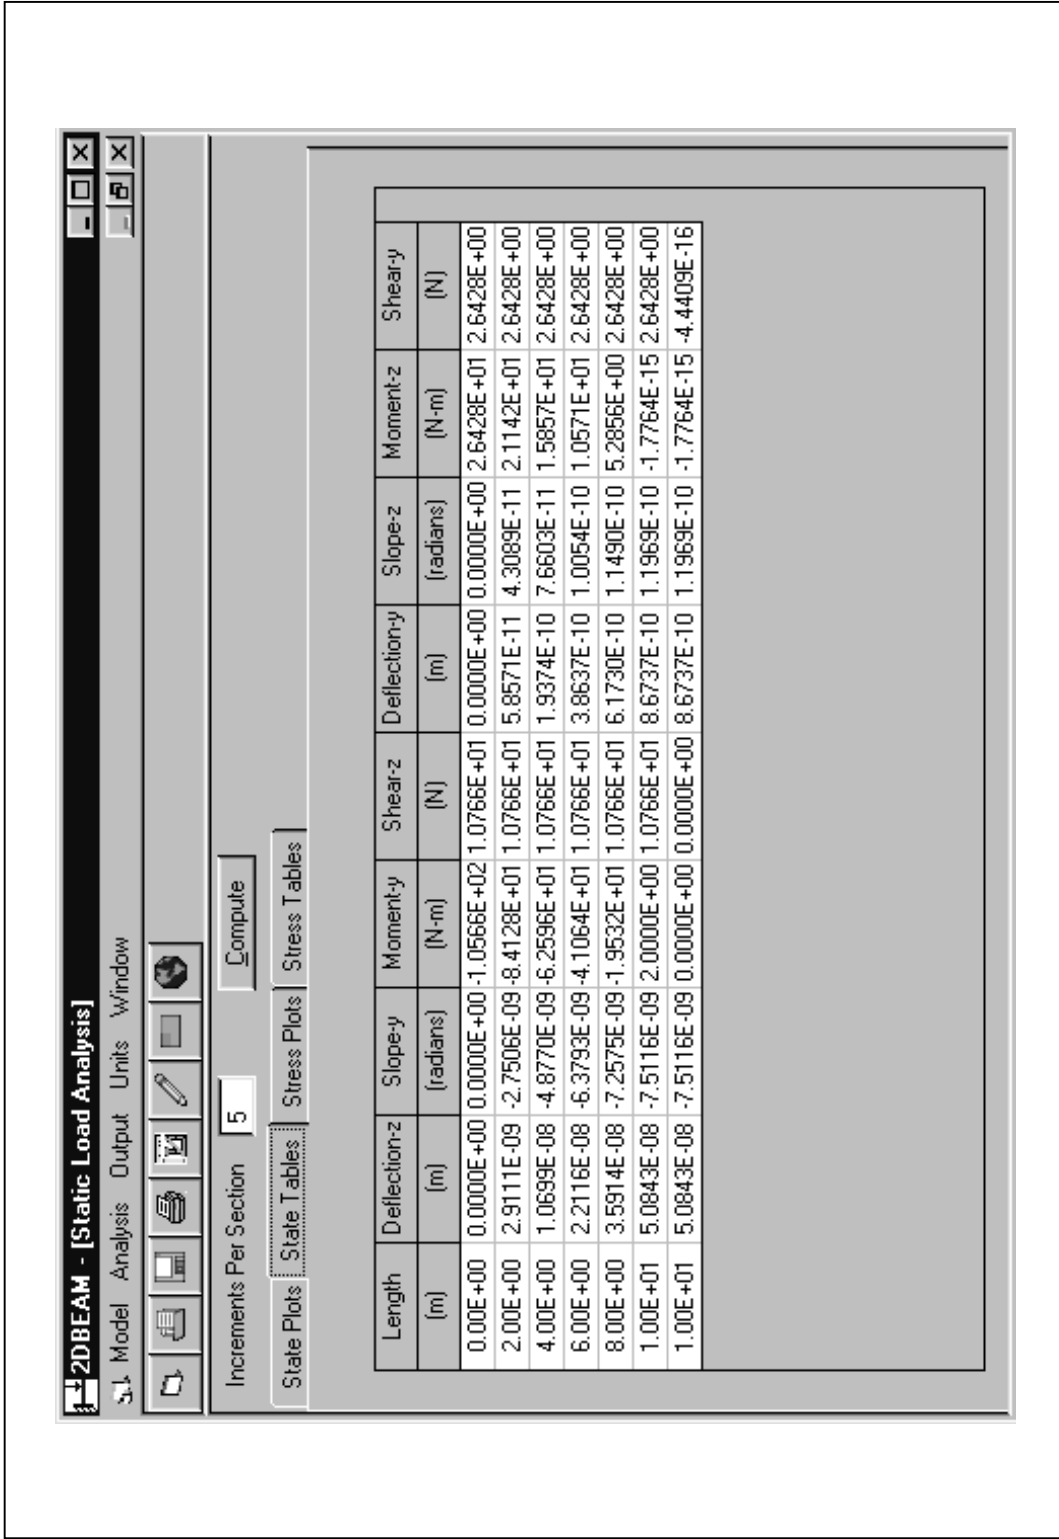 2DBEAM - [Static Load Analysis]
Model Analysis Output Units Window
Increments Per Section 5 Compute
State Plots State Tables Stress Plots Stress Tables
Length Deflection-z Slope-y Moment-y Shear-z Deflection-y Slope-z Moment-z Shear-y
(m) (m) (radians) (N-m) (N) (m) (radians) (N-m) (N)
0.00E+00 0.0000E+00 0.0000E+00 -1.0566E+02 1.0766E+01 0.0000E+00 0.0000E+00 2.6428E+01 2.6428E+00
2.00E+00 2.9111E-09 -2.7506E-09 -8.4128E+01 1.0766E+01 5.8571E-11 4.3089E-11 2.1142E+01 2.6428E+00
4.00E+00 1.0699E-08 -4.8770E-09 -6.2596E+01 1.0766E+01 1.9374E-10 7.6603E-11 1.5857E+01 2.6428E+00
6.00E+00 2.2116E-08 -6.3793E-09 -4.1064E+01 1.0766E+01 3.8637E-10 1.0054E-10 1.0571E+01 2.6428E+00
8.00E+00 3.5914E-08 -7.2575E-09 -1.9532E+01 1.0766E+01 6.1730E-10 1.1490E-10 5.2856E+00 2.6428E+00
1.00E+01 5.0843E-08 -7.5116E-09 2.0000E+00 1.0766E+01 8.6737E-10 1.1969E-10 -1.7764E-15 2.6428E+00
1.00E+01 5.0843E-08 -7.5116E-09 0.0000E+00 0.0000E+00 8.6737E-10 1.1969E-10 -1.7764E-15 -4.4409E-16